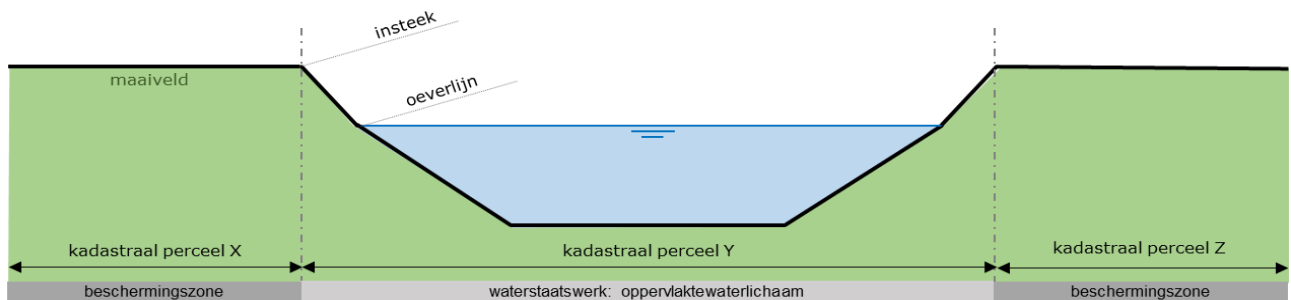 insteek
maaiveld
oeverlijn
kadastraal perceel X
kadastraal perceel Y
kadastraal perceel Z
beschermingszone
waterstaatswerk: oppervlaktewaterlichaam
beschermingszone